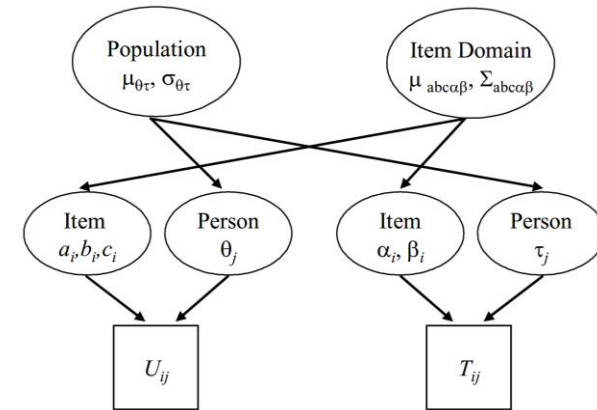 Population
μθτ, σθτ
Item Domain
μ abcαβ, Σabcαβ
Item
ai,bi,ci
Person
θj
Item
αi, βi
Person
τj
Uij
Tij